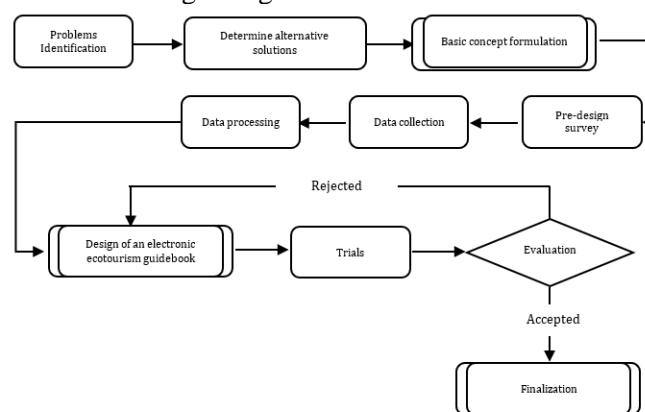 Problems
Identification
Determine alternative
solutions
Basic concept formulation
Data processing
Data collection
Pre-design
survey
Rejected
Design of an electronic
ecotourism guidebook
Trials
Evaluation
Accepted
Finalization